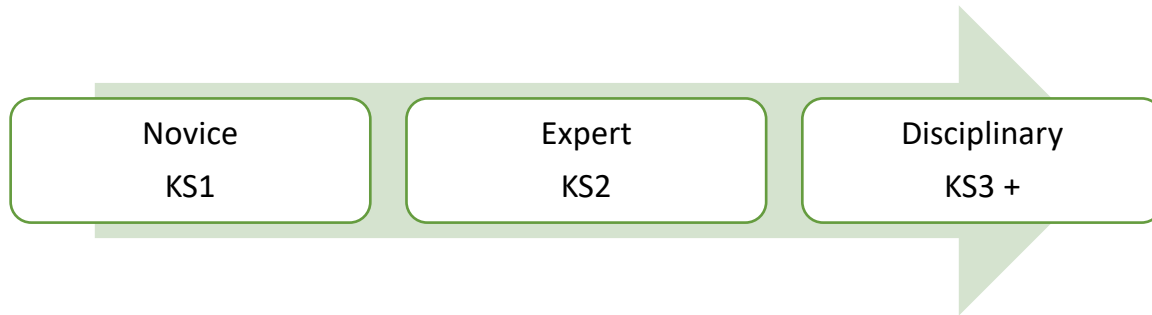 Novice
KS1
Expert
KS2
Disciplinary
KS3 +